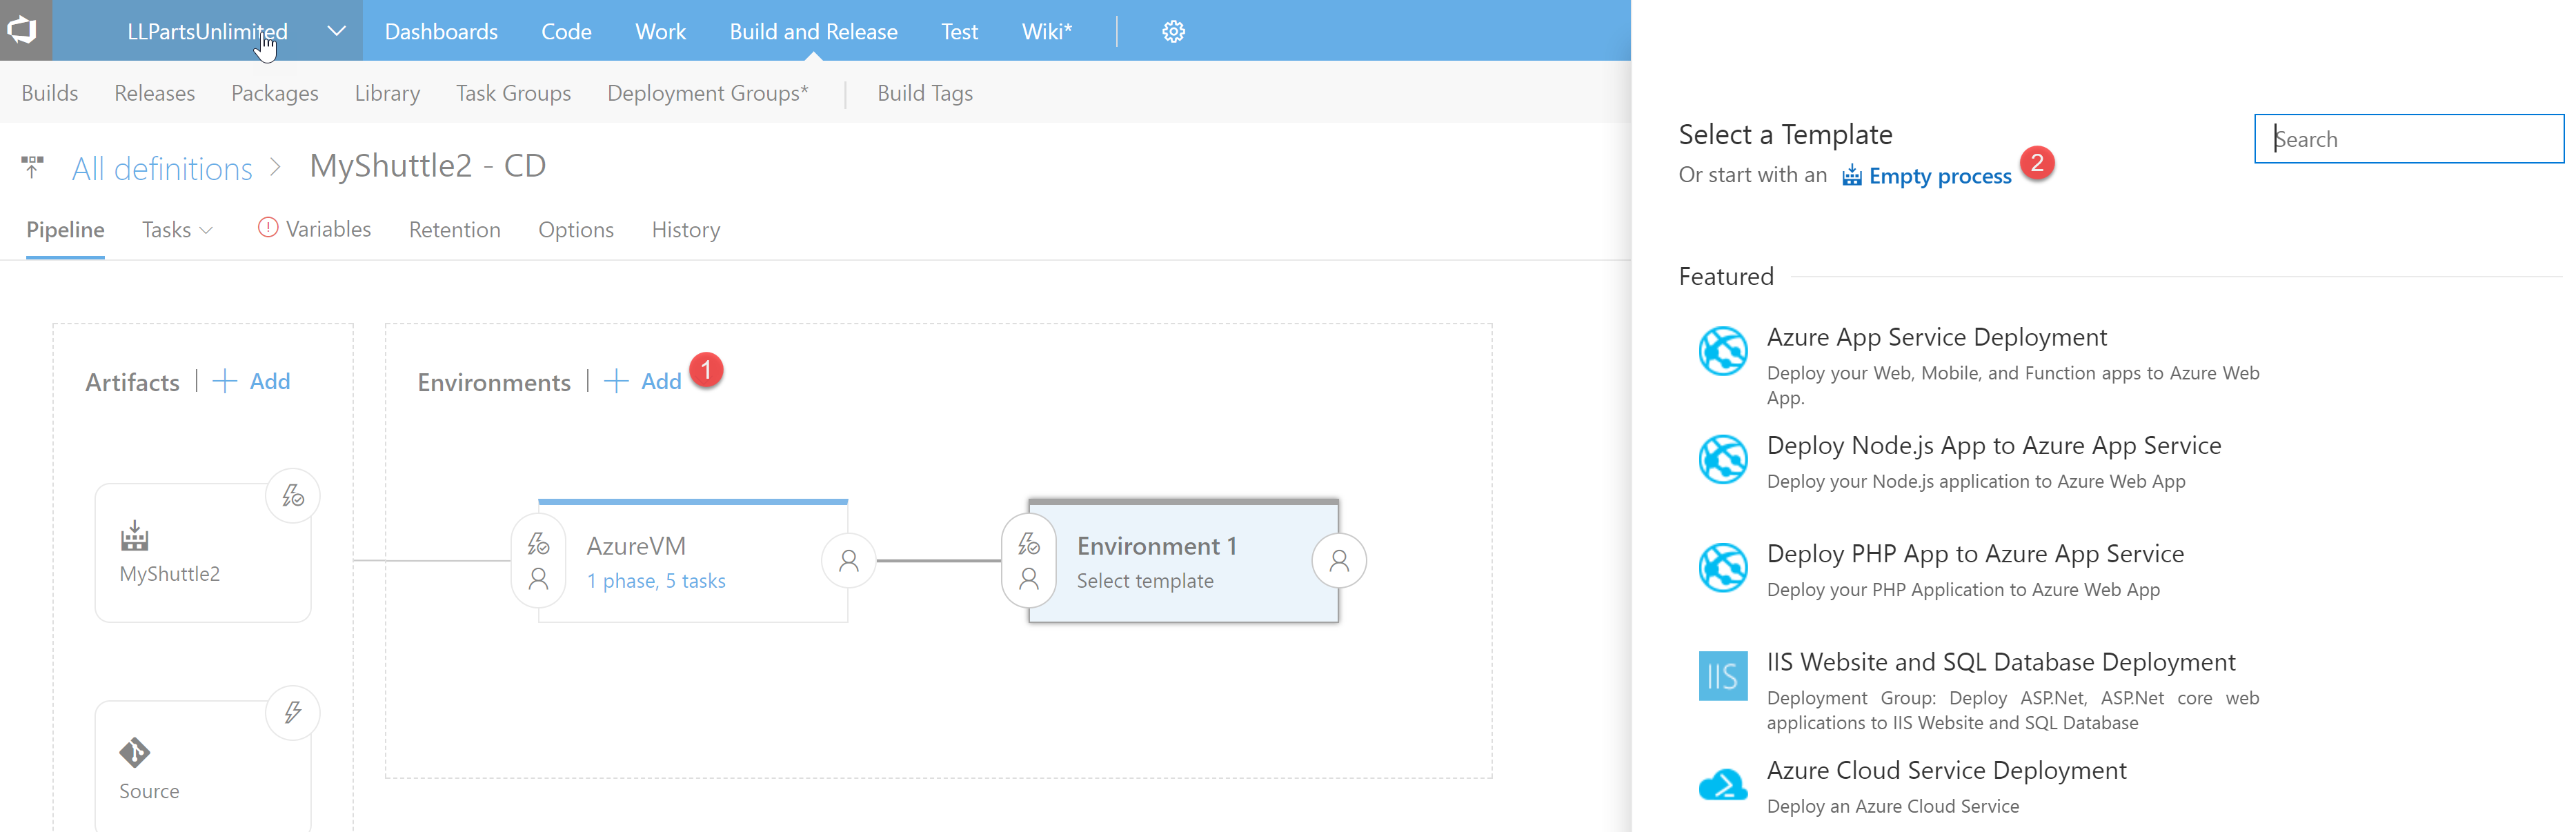 LLPartsUnlimited
Dashboards
Code
Work
Build and Release
Test
Wiki*
Builds
Releases
Packages
Library
Task Groups
Deployment Groups*
Build Tags
All definitions
MyShuttle2 - CD
Pipeline
Tasks
Variables
Retention
Options
History
Artifacts | + Add
Environments | + Add
1
MyShuttle2
AzureVM
1 phase, 5 tasks
Environment 1
Select template
Source
Select a Template
Or start with an Empty process
2
Search
Featured
Azure App Service Deployment
Deploy your Web, Mobile, and Function apps to Azure Web
App.
Deploy Node.js App to Azure App Service
Deploy your Node.js application to Azure Web App
Deploy PHP App to Azure App Service
Deploy your PHP Application to Azure Web App
IIS
IIS Website and SQL Database Deployment
Deployment Group: Deploy ASP.Net, ASP.Net core web
applications to IIS Website and SQL Database
Azure Cloud Service Deployment
Deploy an Azure Cloud Service